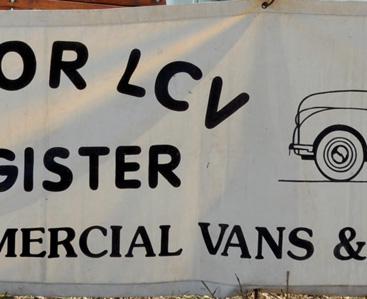 OR LCV
GISTER
MERCIAL VANS &